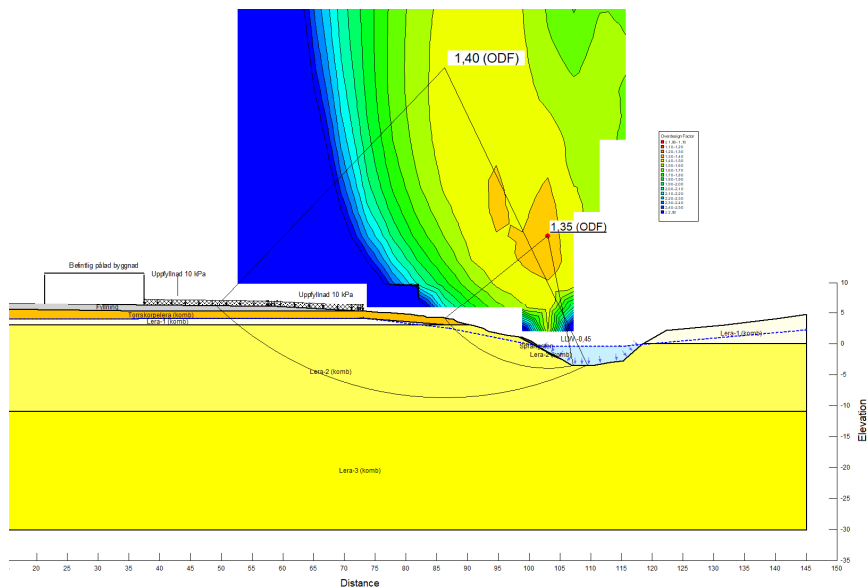 1,40 (ODF)
Overdesign Factor
1,35 (ODF)
Befintlig pålad byggnad
Uppfyllnad 10 kPa
Uppfyllnad 10 kPa
Fyllning
Torrskorpelera (komb)
Lera-1 (komb)
LLW -0,45
Lera-1 (komb)
Lera-2 (komb)
Lera-2 (komb)
Lera-3 (komb)
10
5
0
-5
-10
-15
-20
-25
-30
-35
Elevation
20 25 30 35 40 45 50 55 60 65 70 75 80 85 90 95 100 105 110 115 120 125 130 135 140 145 150
Distance